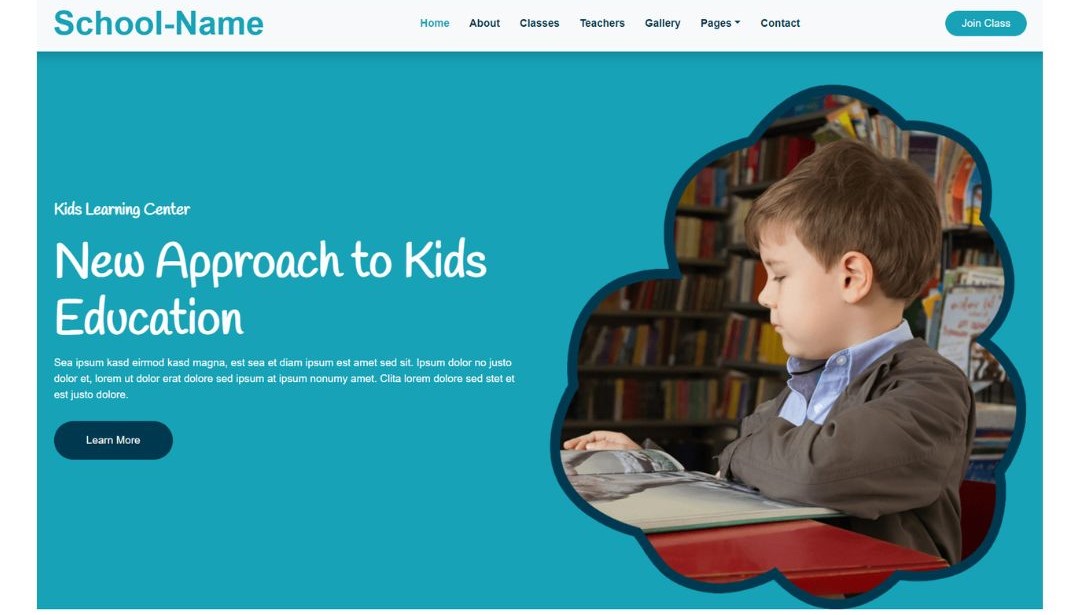 School-Name
Home About Classes Teachers Gallery Pages Contact Join Class
Kids Learning Center
New Approach to Kids
Education
Sea ipsum kasd eirmod kasd magna, est sea et diam ipsum est amet sed sit. Ipsum dolor no justo
dolor et, lorem ut dolor erat dolore sed ipsum at ipsum nonumy amet. Clita lorem dolore sed stet et
est justo dolore.
Learn More